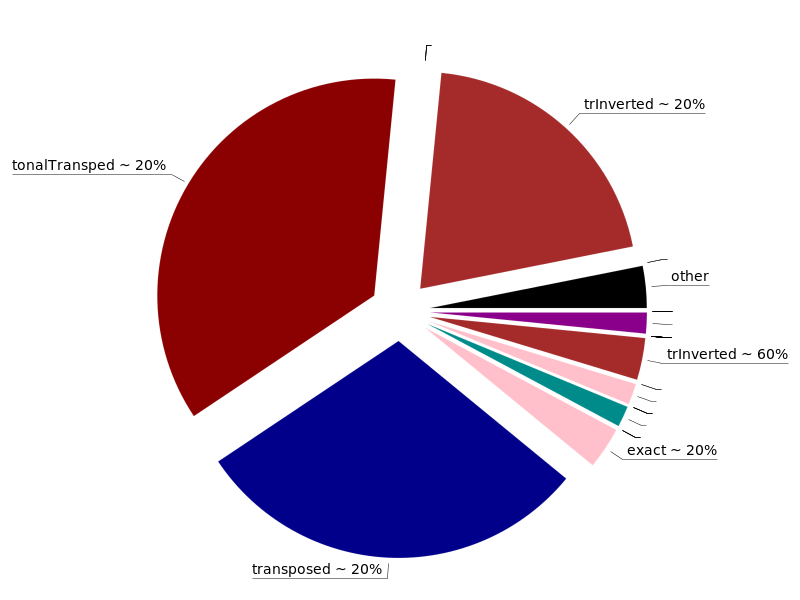 trInverted ~ 20%
tonalTransped ~ 20%
other
trInverted ~ 60%
exact ~ 20%
transposed ~ 20%